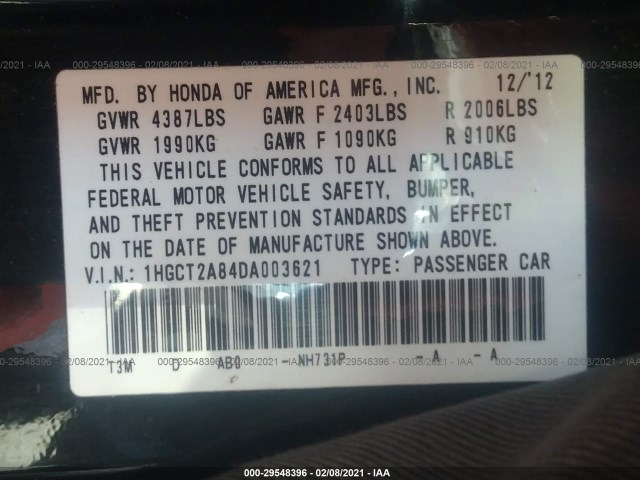 000-29548396 - 02/08/2021 - IAA
MFD. BY HONDA OF AMERICA MFG., INC. 12/'12
GVWR 4387LBS GAWR F 2403LBS R 2006LBS
GVWR 1990KG GAWR F 1090KG R 910KG
THIS VEHICLE CONFORMS TO ALL APPLICABLE
FEDERAL MOTOR VEHICLE SAFETY, BUMPER,
AND THEFT PREVENTION STANDARDS IN EFFECT
ON THE DATE OF MANUFACTURE SHOWN ABOVE.
V.I.N.: 1HGCT2A84DA003621 TYPE: PASSENGER CAR
T3M D AB0 - NH731P - A - A
000-29548396 - 02/08/2021 - IAA